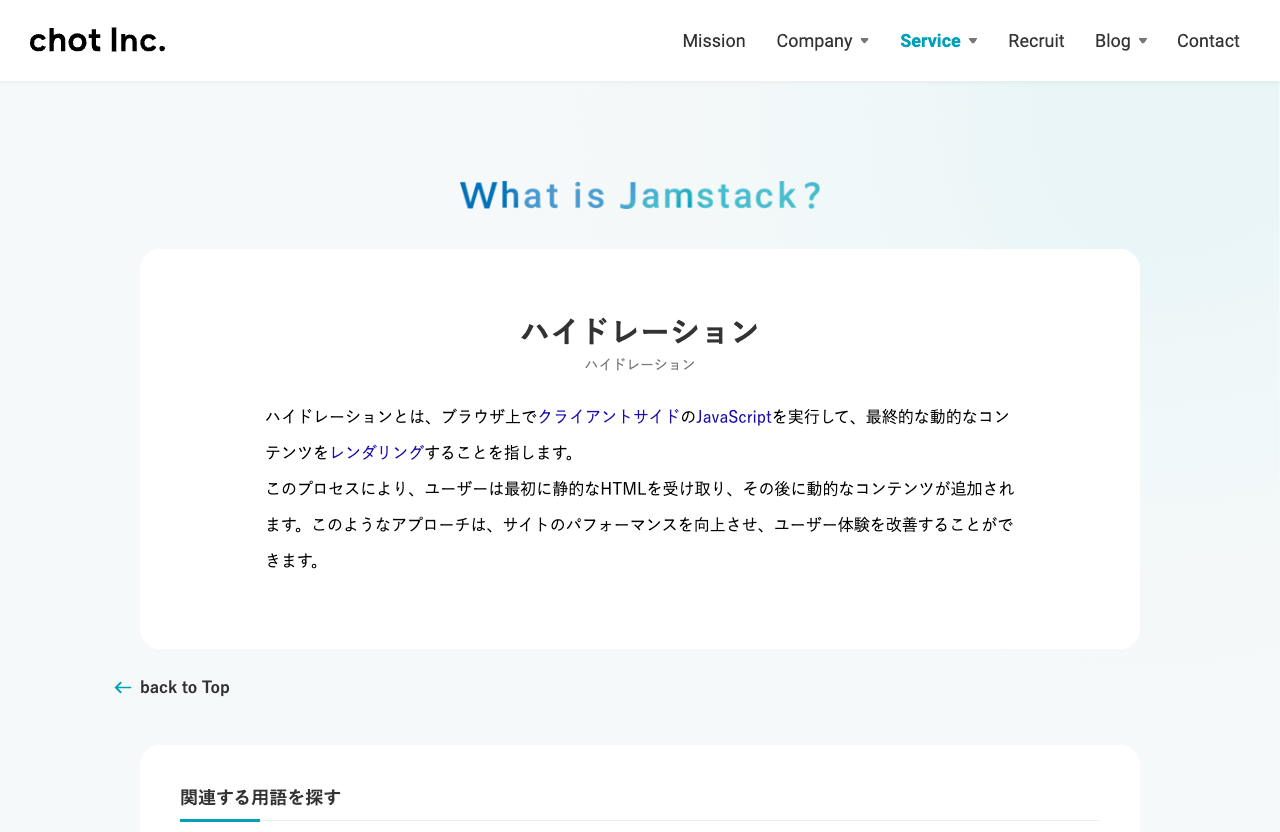 chot Inc.
Mission Company Service Recruit Blog Contact
What is Jamstack?
ハイドレーション
ハイドレーション
ハイドレーションとは、ブラウザ上でクライアントサイドのJavaScriptを実行して、最終的な動的なコン
テンツをレンダリングすることを指します。
このプロセスにより、ユーザーは最初に静的なHTMLを受け取り、その後に動的なコンテンツが追加され
ます。このようなアプローチは、サイトのパフォーマンスを向上させ、ユーザー体験を改善することがで
きます。
back to Top
関連する用語を探す